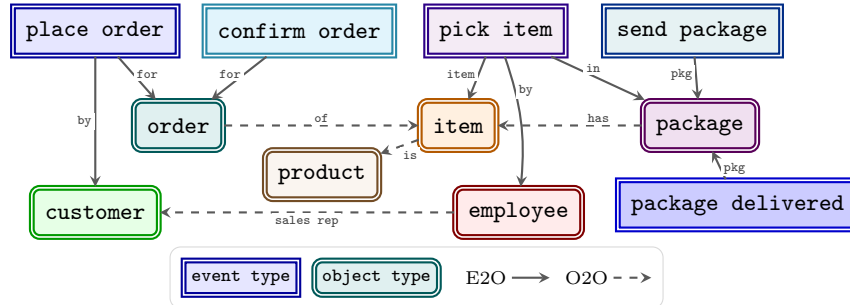 place order
confirm order
pick item
send package
for
for
item
by
in
pkg
by
order
of
item
has
package
is
pkg
product
customer
sales rep
employee
package delivered
event type
object type
E2O
O2O